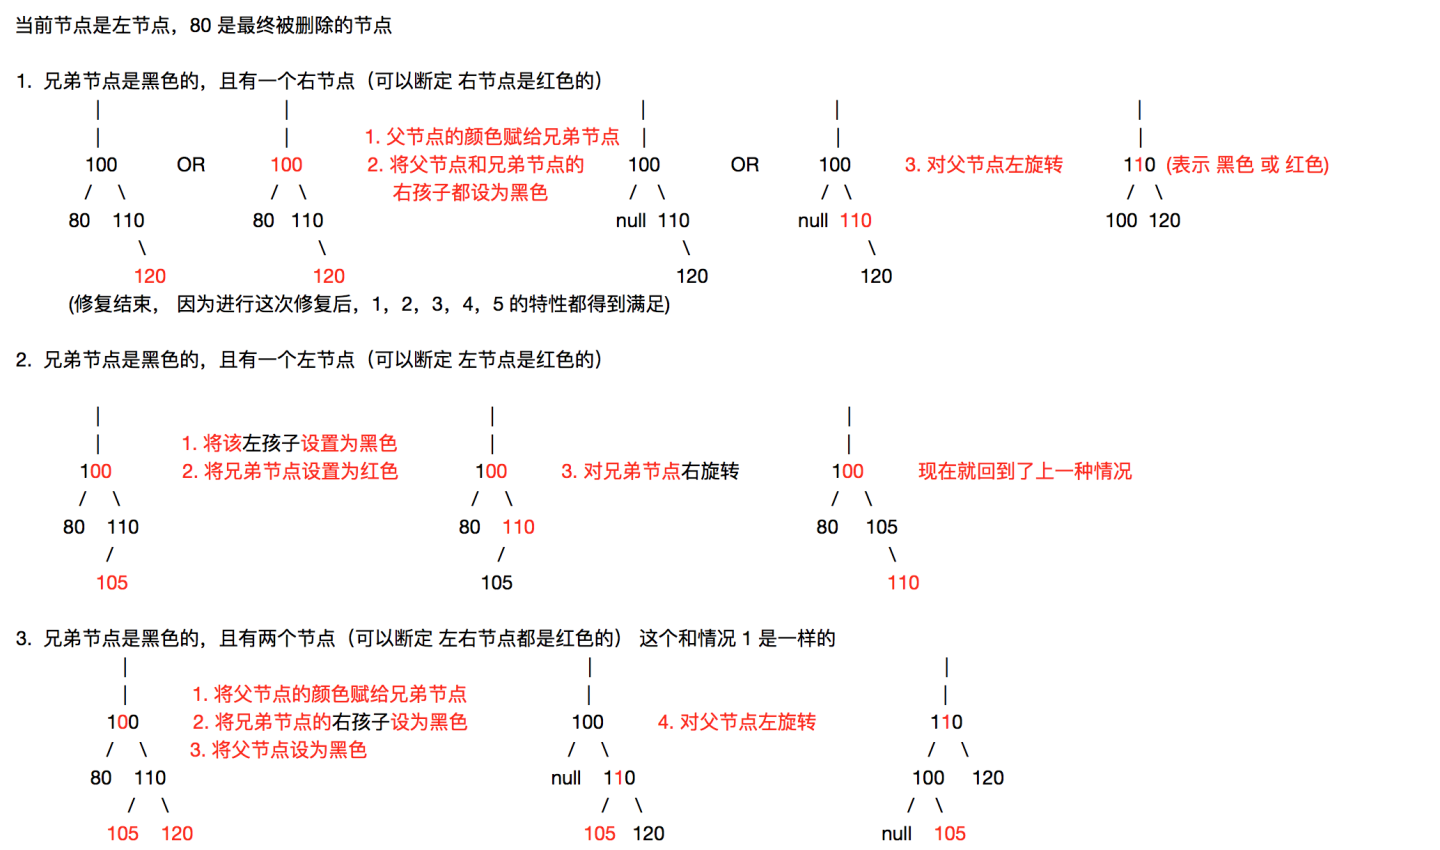 当前节点是左节点，80 是最终被删除的节点
1. 兄弟节点是黑色的，且有一个右节点（可以断定 右节点是红色的）
1. 父节点的颜色赋给兄弟节点
100 OR 100 2. 将父节点和兄弟节点的 100 OR 100 3. 对父节点左旋转 110 (表示 黑色 或 红色)
右孩子都设为黑色
80 110 80 110 null 110 null 110 100 120
120 120 120 120
(修复结束， 因为进行这次修复后，1，2，3，4，5 的特性都得到满足)
2. 兄弟节点是黑色的，且有一个左节点（可以断定 左节点是红色的）
1. 将该左孩子设置为黑色
100 2. 将兄弟节点设置为红色 100 3. 对兄弟节点右旋转 100 现在就回到了上一种情况
80 110 80 110 80 105
105 105 110
3. 兄弟节点是黑色的，且有两个节点（可以断定 左右节点都是红色的） 这个和情况 1 是一样的
1. 将父节点的颜色赋给兄弟节点
100 2. 将兄弟节点的右孩子设为黑色 100 4. 对父节点左旋转 110
3. 将父节点设为黑色
80 110 null 110 100 120
105 120 105 120 null 105